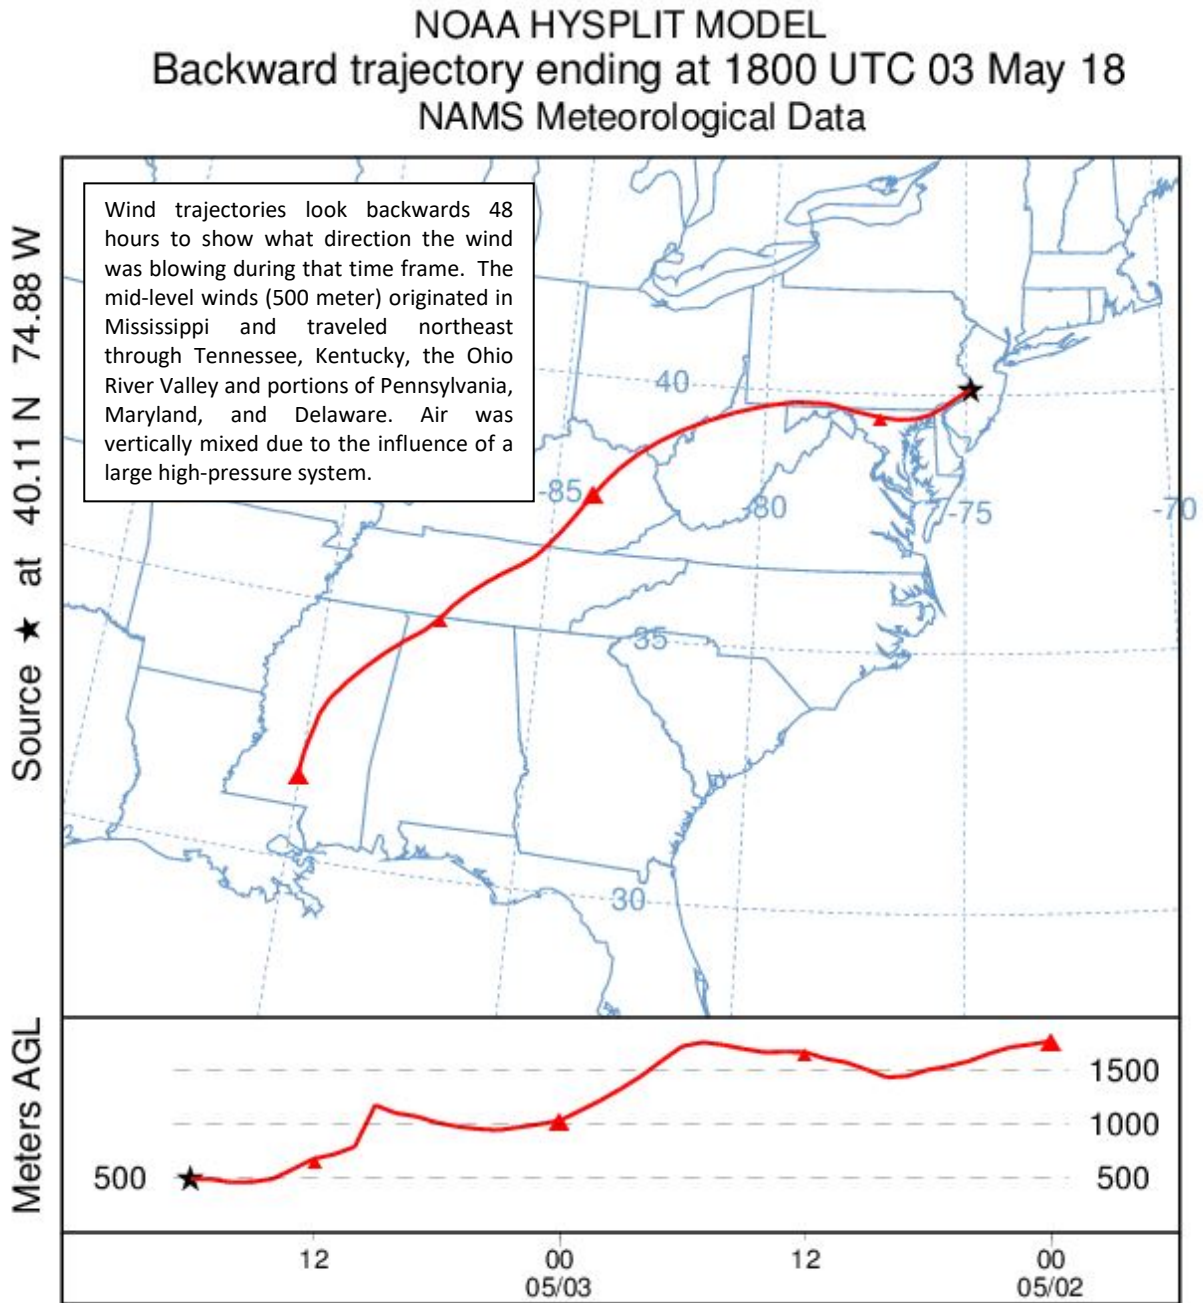 NOAA HYSPLIT MODEL
Backward trajectory ending at 1800 UTC 03 May 18
NAMS Meteorological Data
Source ★ at 40.11 N 74.88 W
Wind trajectories look backwards 48
hours to show what direction the wind
was blowing during that time frame. The
mid-level winds (500 meter) originated in
Mississippi and traveled northeast
through Tennessee, Kentucky, the Ohio
River Valley and portions of Pennsylvania,
Maryland, and Delaware. Air was
vertically mixed due to the influence of a
large high-pressure system.
40
-85
-80
-75
-70
35
30
Meters AGL
1500
1000
500
500
12
00
12
00
05/03
05/02